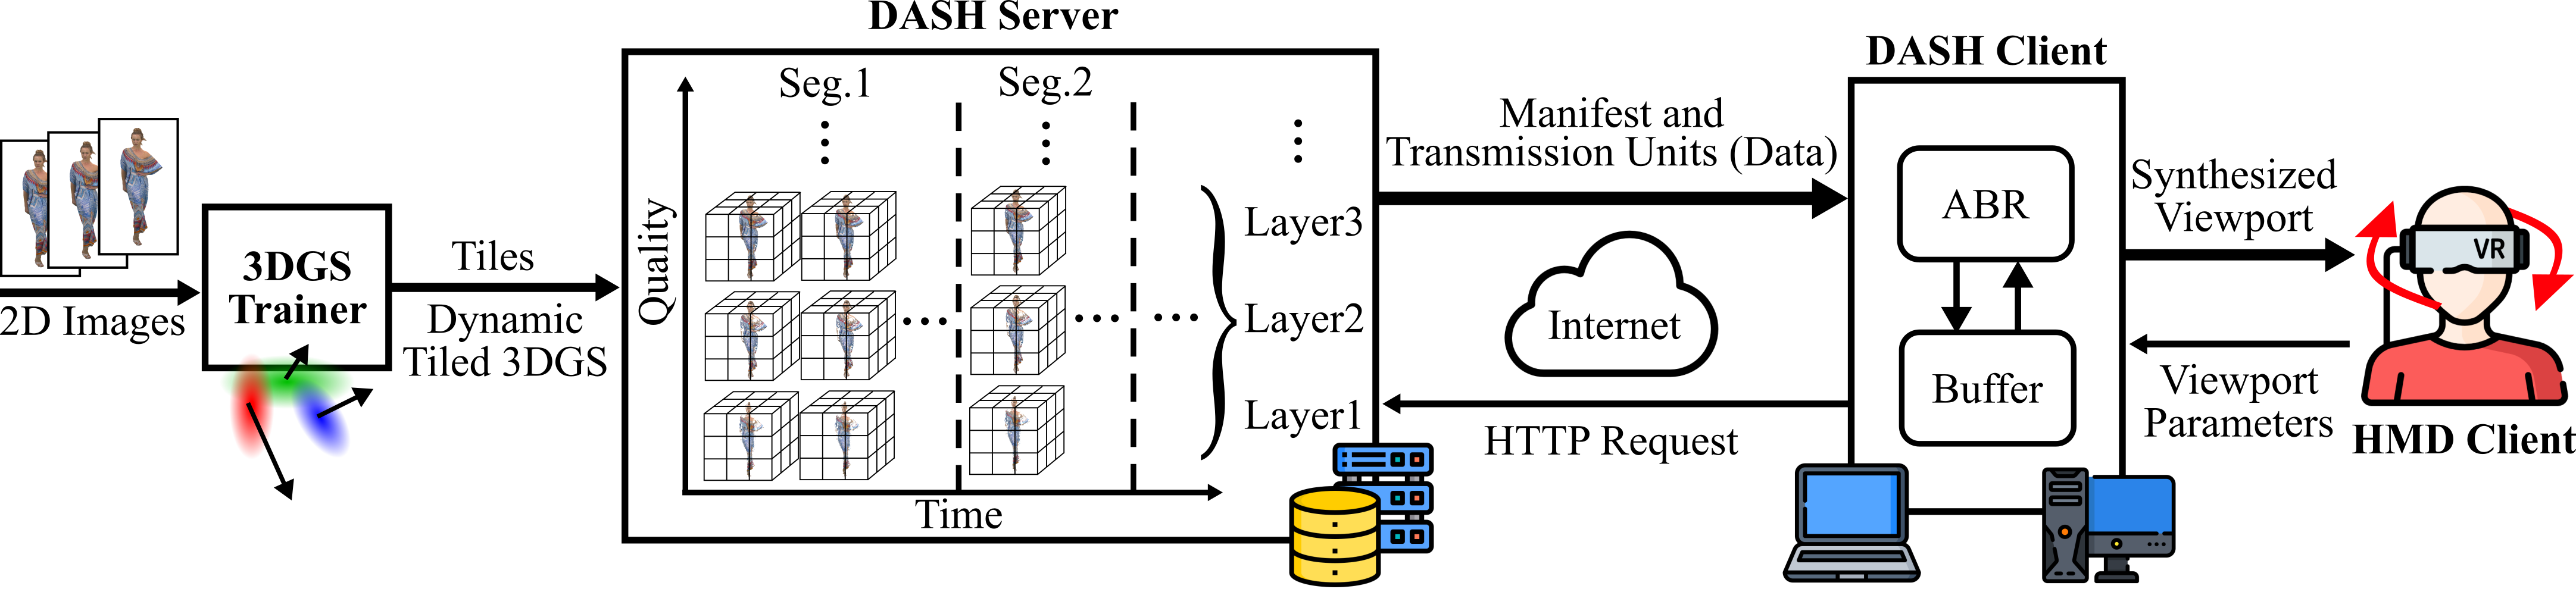 DASH Server
DASH Client
Seg.1
Seg.2
Manifest and
Transmission Units (Data)
2D Images
3DGS
Trainer
Tiles
Dynamic
Tiled 3DGS
Quality
Layer3
Layer2
Layer1
Time
Internet
HTTP Request
ABR
Buffer
Synthesized
Viewport
VR
Viewport
Parameters
HMD Client